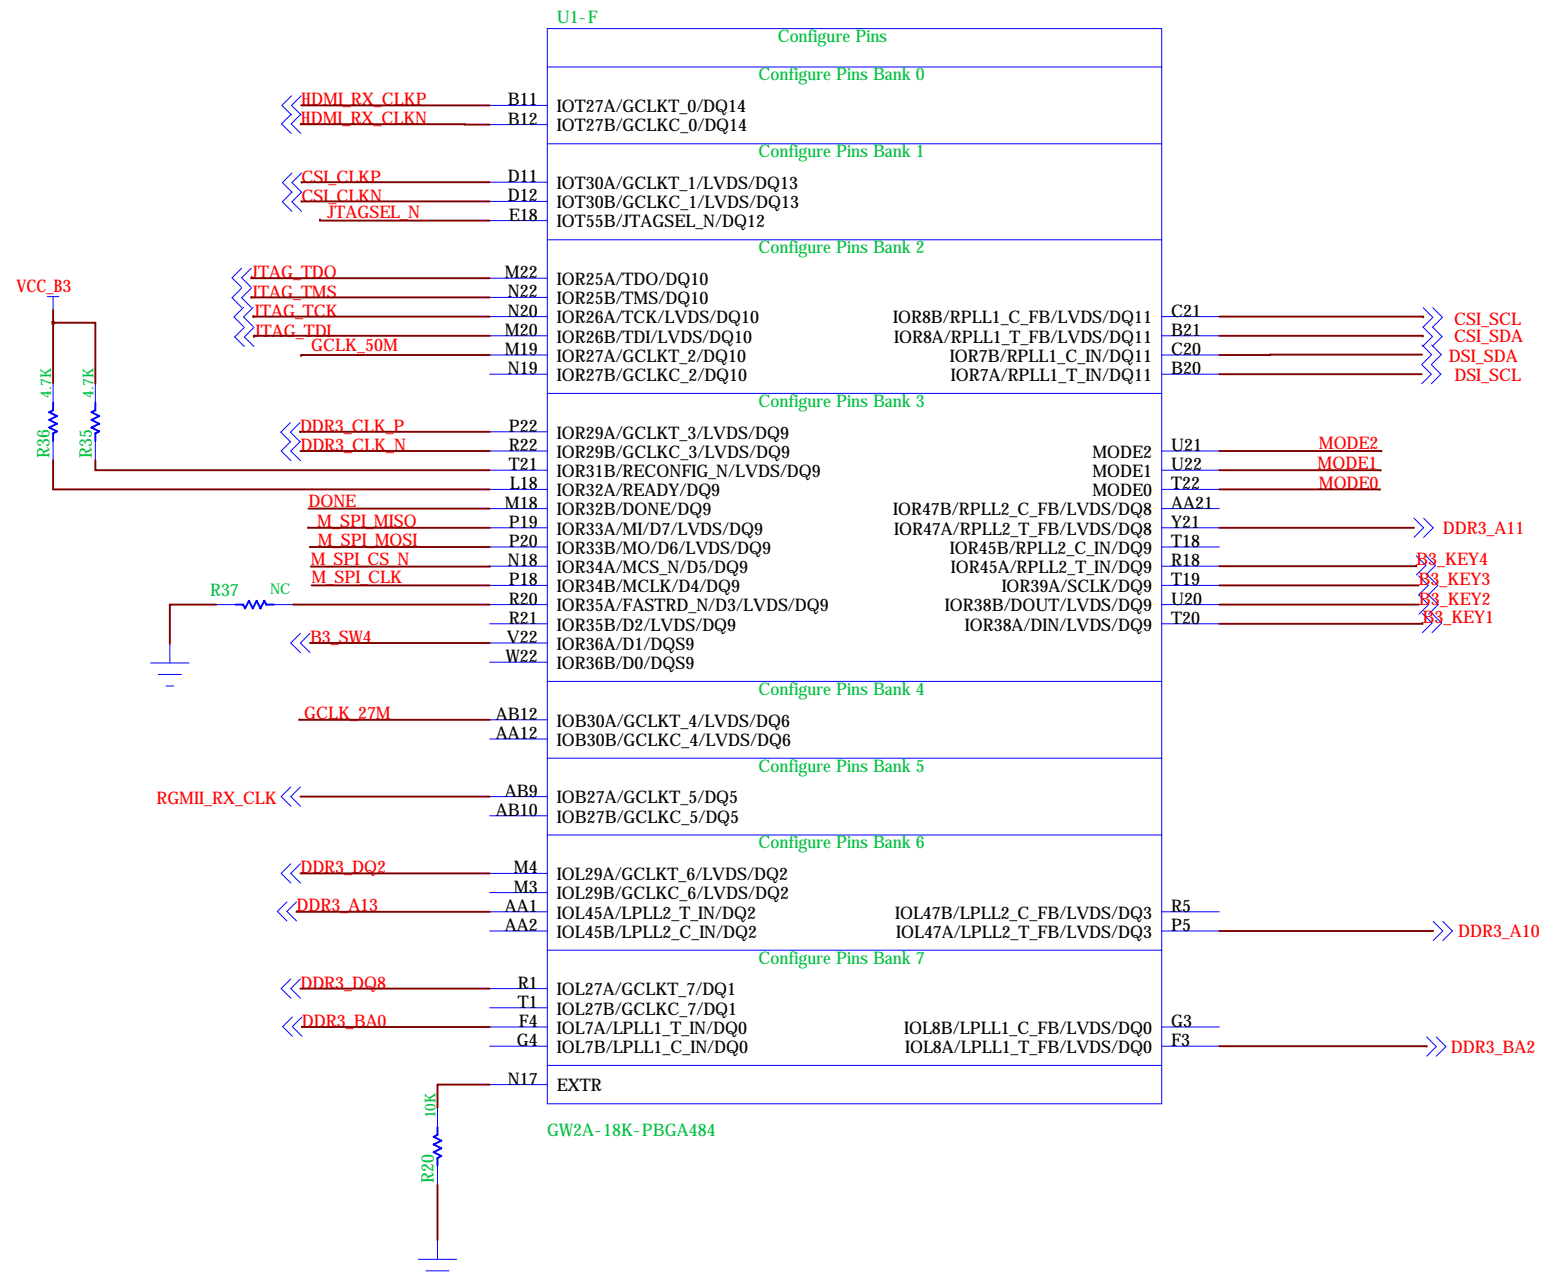 U1-F
Configure Pins
Configure Pins Bank 0
HDMI_RX_CLKP B11 IOT27A/GCLKT_0/DQ14
HDMI_RX_CLKN B12 IOT27B/GCLKC_0/DQ14
Configure Pins Bank 1
CSI_CLKP D11 IOT30A/GCLKT_1/LVDS/DQ13
CSI_CLKN D12 IOT30B/GCLKC_1/LVDS/DQ13
JTAGSEL_N E18 IOT55B/JTAGSEL_N/DQ12
Configure Pins Bank 2
JTAG_TDO M22 IOR25A/TDO/DQ10
VCC_B3
JTAG_TMS N22 IOR25B/TMS/DQ10
JTAG_TCK N20 IOR26A/TCK/LVDS/DQ10 IOR8B/RPLL1_C_FB/LVDS/DQ11 C21 CSI_SCL
JTAG_TDI M20 IOR26B/TDI/LVDS/DQ10 IOR8A/RPLL1_T_FB/LVDS/DQ11 B21 CSI_SDA
GCLK_50M M19 IOR27A/GCLKT_2/DQ10 IOR7B/RPLL1_C_IN/DQ11 C20 DSI_SDA
N19 IOR27B/GCLKC_2/DQ10 IOR7A/RPLL1_T_IN/DQ11 B20 DSI_SCL
4.7K 4.7K
R36 R35
Configure Pins Bank 3
DDR3_CLK_P P22 IOR29A/GCLKT_3/LVDS/DQ9
DDR3_CLK_N R22 IOR29B/GCLKC_3/LVDS/DQ9 MODE2 U21 MODE2
T21 IOR31B/RECONFIG_N/LVDS/DQ9 MODE1 U22 MODE1
L18 IOR32A/READY/DQ9 MODE0 T22 MODE0
DONE M18 IOR32B/DONE/DQ9 IOR47B/RPLL2_C_FB/LVDS/DQ8 AA21
M_SPI_MISO P19 IOR33A/MI/D7/LVDS/DQ9 IOR47A/RPLL2_T_FB/LVDS/DQ8 Y21 DDR3_A11
M_SPI_MOSI P20 IOR33B/MO/D6/LVDS/DQ9 IOR45B/RPLL2_C_IN/DQ9 T18
M_SPI_CS_N N18 IOR34A/MCS_N/D5/DQ9 IOR45A/RPLL2_T_IN/DQ9 R18 B3_KEY4
M_SPI_CLK P18 IOR34B/MCLK/D4/DQ9 IOR39A/SCLK/DQ9 T19 B3_KEY3
R37 NC R20 IOR35A/FASTRD_N/D3/LVDS/DQ9 IOR38B/DOUT/LVDS/DQ9 U20 B3_KEY2
R21 IOR35B/D2/LVDS/DQ9 IOR38A/DIN/LVDS/DQ9 T20 B3_KEY1
B3_SW4 V22 IOR36A/D1/DQS9
W22 IOR36B/D0/DQS9
Configure Pins Bank 4
GCLK_27M AB12 IOB30A/GCLKT_4/LVDS/DQ6
AA12 IOB30B/GCLKC_4/LVDS/DQ6
Configure Pins Bank 5
RGMII_RX_CLK AB9 IOB27A/GCLKT_5/DQ5
AB10 IOB27B/GCLKC_5/DQ5
Configure Pins Bank 6
DDR3_DQ2 M4 IOL29A/GCLKT_6/LVDS/DQ2
M3 IOL29B/GCLKC_6/LVDS/DQ2
DDR3_A13 AA1 IOL45A/LPLL2_T_IN/DQ2 IOL47B/LPLL2_C_FB/LVDS/DQ3 R5
AA2 IOL45B/LPLL2_C_IN/DQ2 IOL47A/LPLL2_T_FB/LVDS/DQ3 P5 DDR3_A10
Configure Pins Bank 7
DDR3_DQ8 R1 IOL27A/GCLKT_7/DQ1
T1 IOL27B/GCLKC_7/DQ1
DDR3_BA0 F4 IOL7A/LPLL1_T_IN/DQ0 IOL8B/LPLL1_C_FB/LVDS/DQ0 G3
G4 IOL7B/LPLL1_C_IN/DQ0 IOL8A/LPLL1_T_FB/LVDS/DQ0 F3 DDR3_BA2
N17 EXTR
10K
R20
GW2A-18K-PBGA484